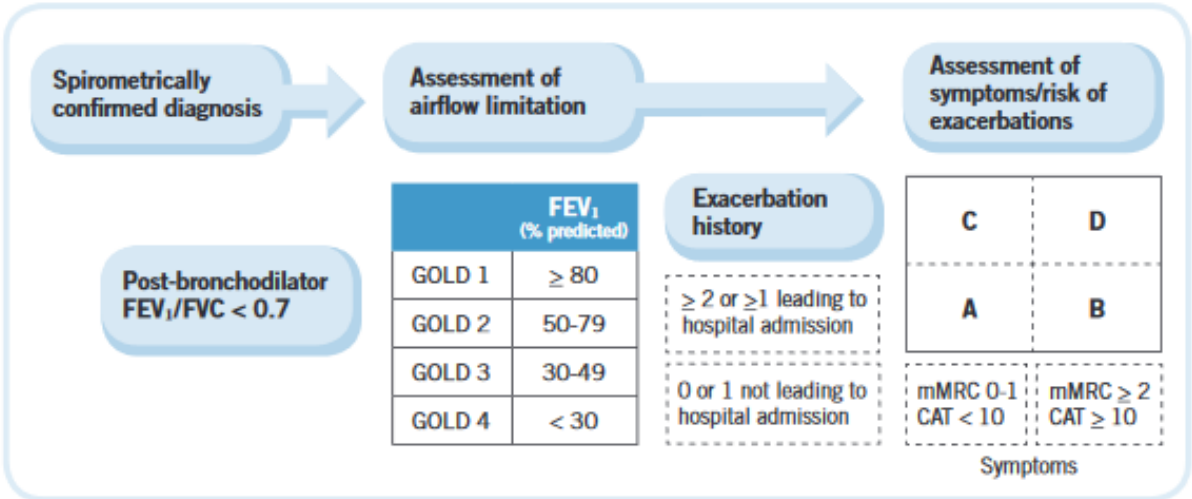 Spirometrically
confirmed diagnosis
Assessment of
airflow limitation
Assessment of
symptoms/risk of
exacerbations
Post-bronchodilator
FEV₁/FVC < 0.7
FEV₁
(% predicted)
GOLD 1 ≥ 80
GOLD 2 50-79
GOLD 3 30-49
GOLD 4 < 30
Exacerbation
history
≥ 2 or ≥1 leading to
hospital admission
0 or 1 not leading to
hospital admission
C D
A B
mMRC 0-1
CAT < 10
mMRC ≥ 2
CAT ≥ 10
Symptoms